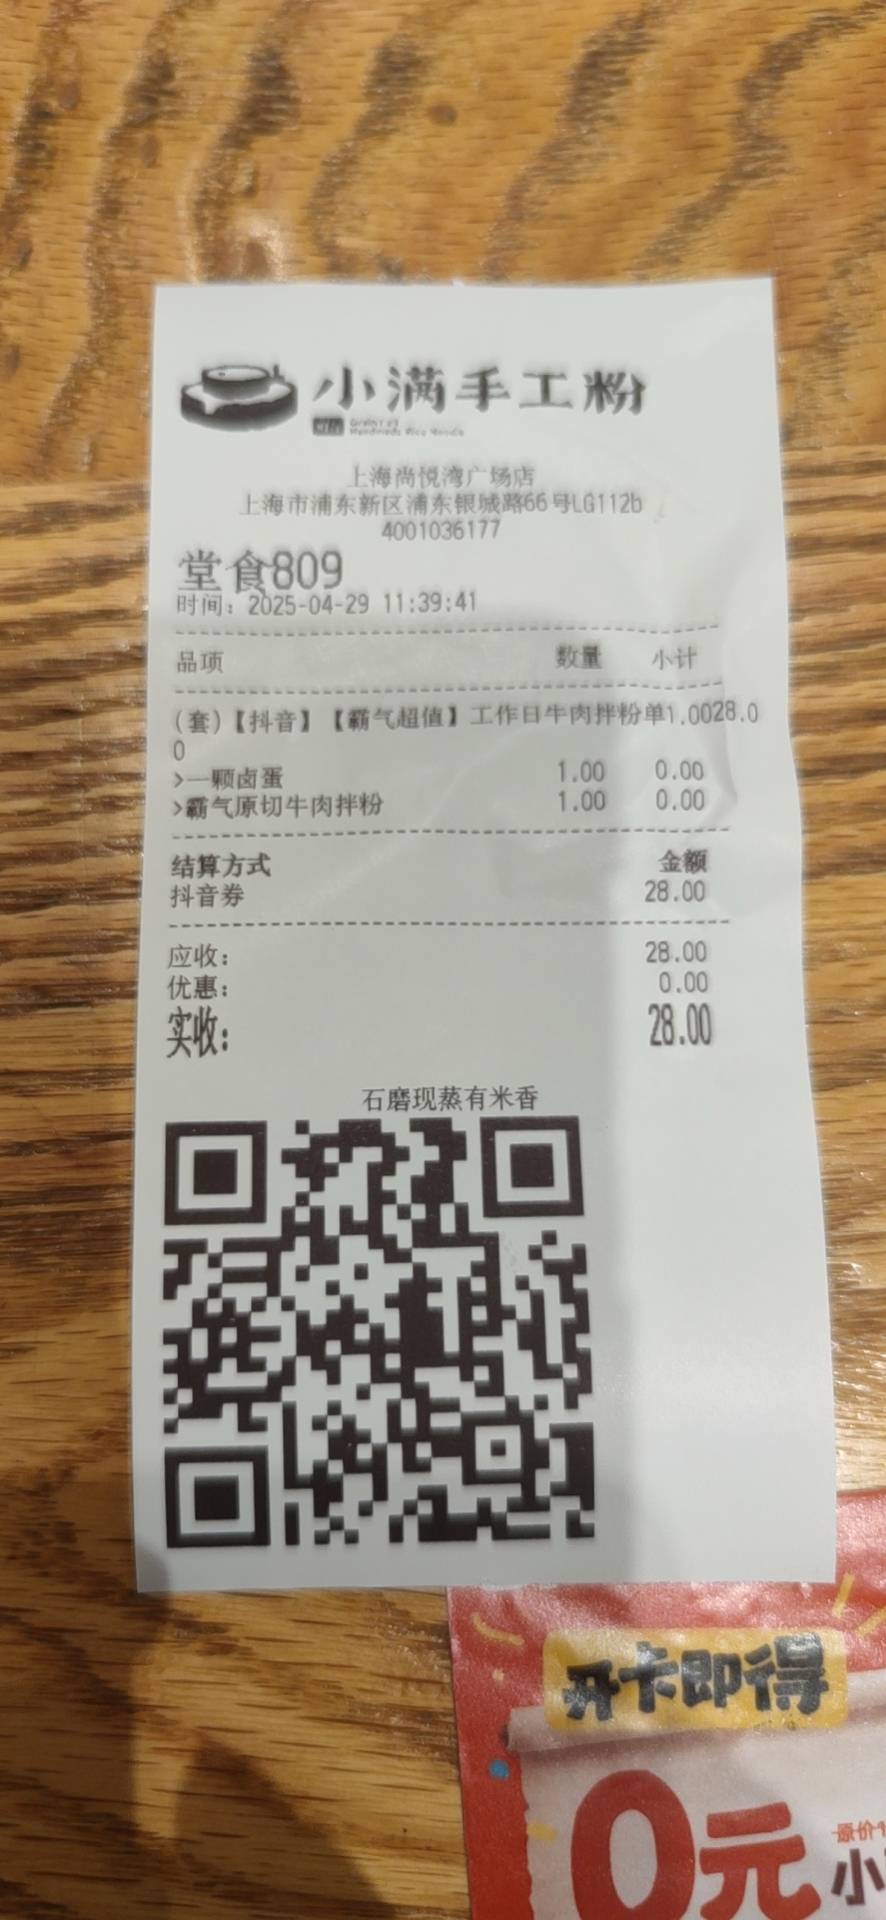 小满手工粉
上海尚悦湾广场店
上海市浦东新区浦东银城路66号LG112b
4001036177
堂食809
时间：2025-04-29 11:39:41
品项 数量 小计
(套)【抖音】【霸气超值】工作日牛肉拌粉单1.0028.0
0
>一颗卤蛋 1.00 0.00
>霸气原切牛肉拌粉 1.00 0.00
结算方式 金额
抖音券 28.00
应收： 28.00
优惠： 0.00
实收： 28.00
石磨现蒸有米香
开卡即得
0元
原价
小